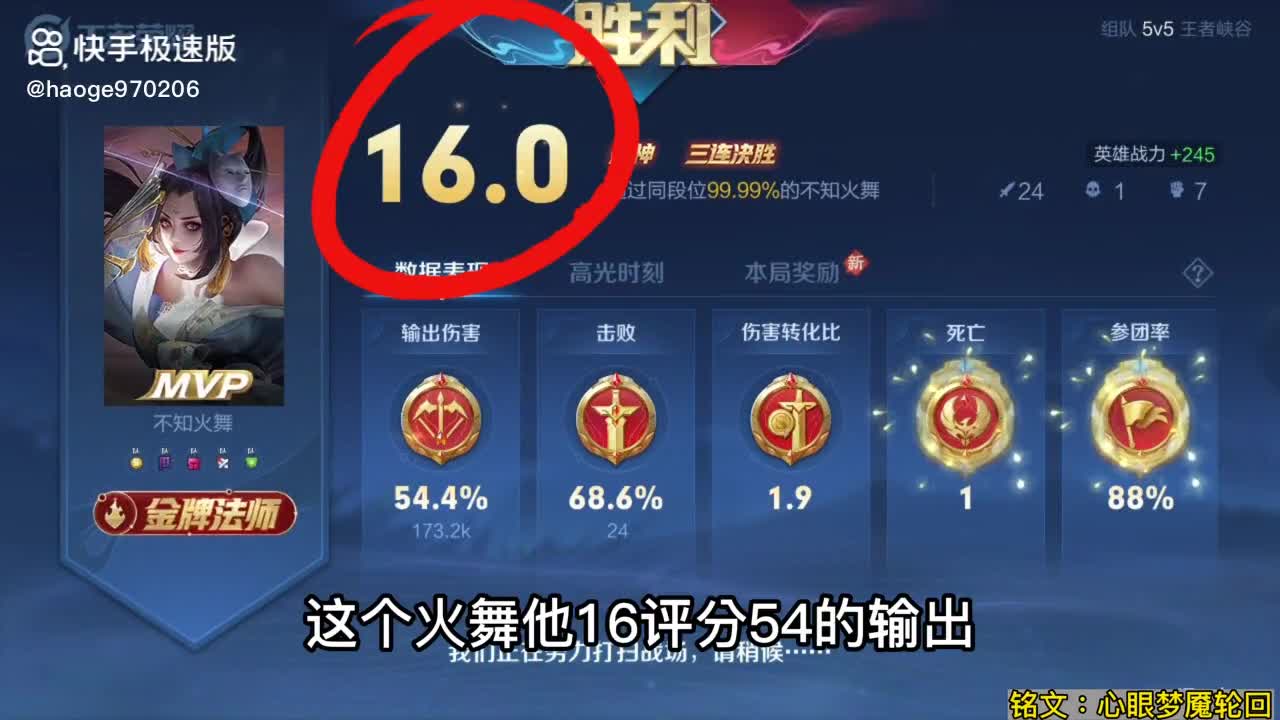 快手极速版
@haoge970206
胜利
组队 5v5 王者峡谷
16.0
神 三连决胜
过同段位99.99%的不知火舞
英雄战力 +245
24 1 7
数据表现 高光时刻 本局奖励 新
?
输出伤害 击败 伤害转化比 死亡 参团率
54.4% 68.6% 1.9 1 88%
173.2k 24
MVP
不知火舞
金牌法师
这个火舞他16评分54的输出
我们正在努力打扫战场，请稍候……
铭文：心眼梦魇轮回